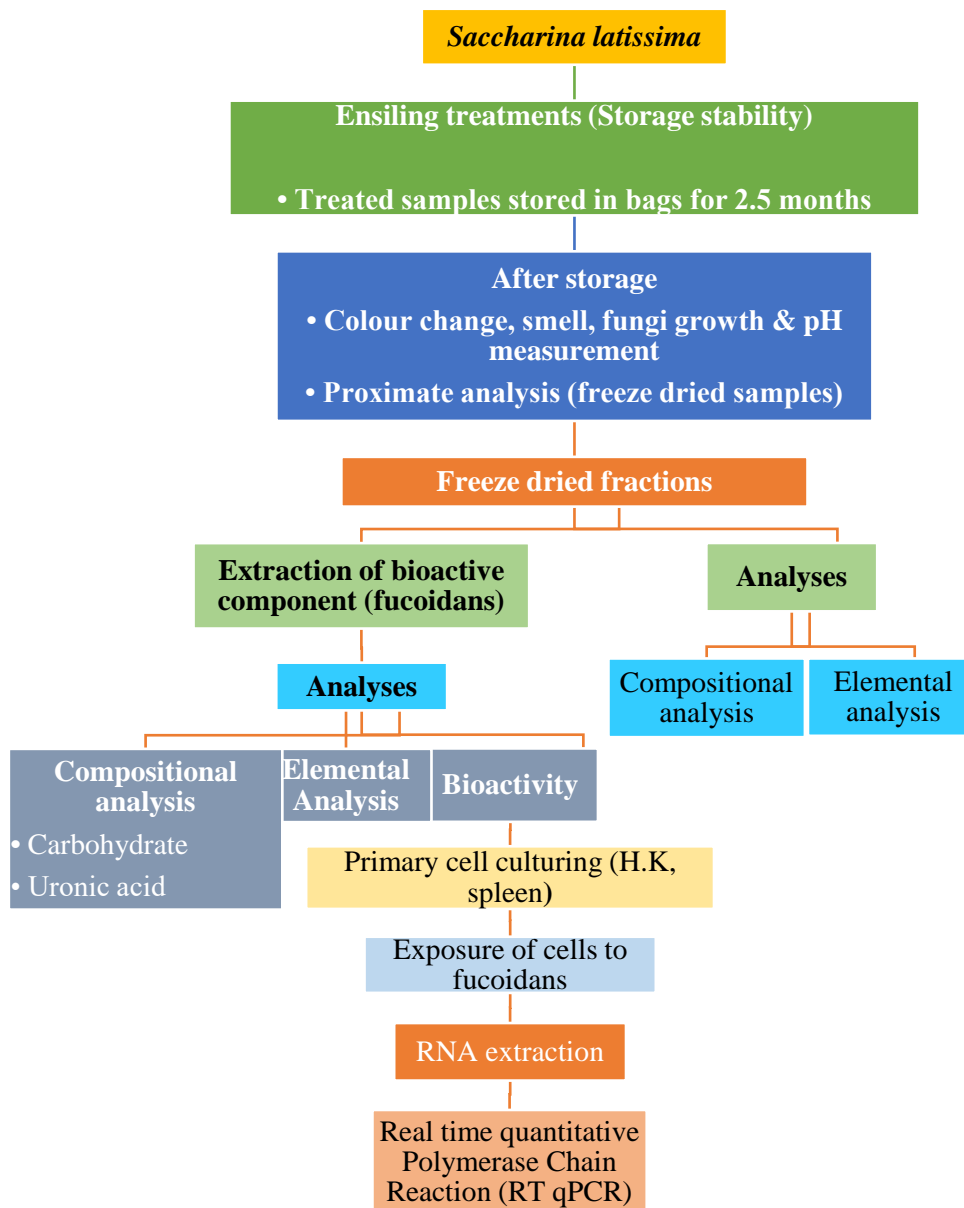 Saccharina latissima
Ensiling treatments (Storage stability)
• Treated samples stored in bags for 2.5 months
After storage
• Colour change, smell, fungi growth & pH
measurement
• Proximate analysis (freeze dried samples)
Freeze dried fractions
Extraction of bioactive
component (fucoidans)
Analyses
Analyses
Compositional
analysis
Elemental
analysis
Compositional
analysis
• Carbohydrate
• Uronic acid
Elemental
Analysis
Bioactivity
Primary cell culturing (H.K,
spleen)
Exposure of cells to
fucoidans
RNA extraction
Real time quantitative
Polymerase Chain
Reaction (RT qPCR)